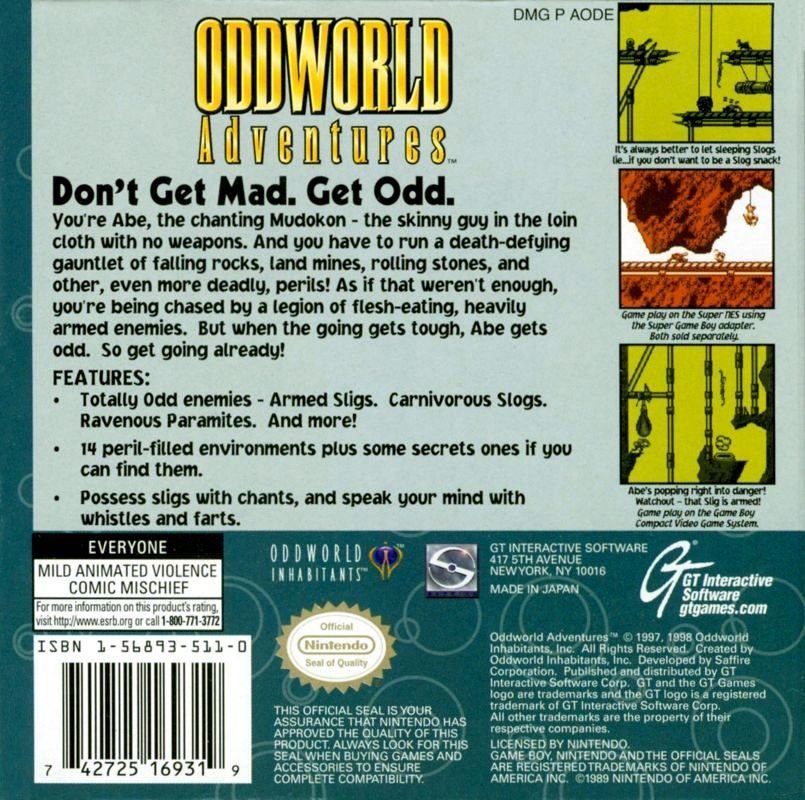 DMG P AODE
ODDWORLD
Adventures™
Don't Get Mad. Get Odd.
You're Abe, the chanting Mudokon - the skinny guy in the loin
cloth with no weapons. And you have to run a death-defying
gauntlet of falling rocks, land mines, rolling stones, and
other, even more deadly, perils! As if that weren't enough,
you're being chased by a legion of flesh-eating, heavily
armed enemies. But when the going gets tough, Abe gets
odd. So get going already!
FEATURES:
• Totally Odd enemies - Armed Sligs. Carnivorous Slogs.
Ravenous Paramites. And more!
• 14 peril-filled environments plus some secrets ones if you
can find them.
• Possess sligs with chants, and speak your mind with
whistles and farts.
It's always better to let sleeping Slogs
lie...if you don't want to be a Slog snack!
Game play on the Super NES using
the Super Game Boy adapter.
Both sold separately.
Abe's popping right into danger!
Watchout - that Slig is armed!
Game play on the Game Boy
Compact Video Game System.
EVERYONE
MILD ANIMATED VIOLENCE
COMIC MISCHIEF
For more information on this product's rating,
visit http://www.esrb.org or call 1-800-771-3772
ISBN 1-56893-511-0
7 42725 16931 9
ODDWORLD™
INHABITANTS™
S
Official
Nintendo
Seal of Quality
THIS OFFICIAL SEAL IS YOUR
ASSURANCE THAT NINTENDO HAS
APPROVED THE QUALITY OF THIS
PRODUCT. ALWAYS LOOK FOR THIS
SEAL WHEN BUYING GAMES AND
ACCESSORIES TO ENSURE
COMPLETE COMPATIBILITY.
GT INTERACTIVE SOFTWARE
417 5TH AVENUE
NEWYORK, NY 10016
MADE IN JAPAN
GT®
GT Interactive
Software
gtgames.com
Oddworld Adventures™ © 1997, 1998 Oddworld
Inhabitants, Inc. All Rights Reserved. Created by
Oddworld Inhabitants, Inc. Developed by Saffire
Corporation. Published and distributed by GT
Interactive Software Corp. GT and the GT Games
logo are trademarks and the GT logo is a registered
trademark of GT Interactive Software Corp.
All other trademarks are the property of their
respective companies.
LICENSED BY NINTENDO.
GAME BOY, NINTENDO AND THE OFFICIAL SEALS
ARE REGISTERED TRADEMARKS OF NINTENDO OF
AMERICA INC. ©1989 NINTENDO OF AMERICA INC.